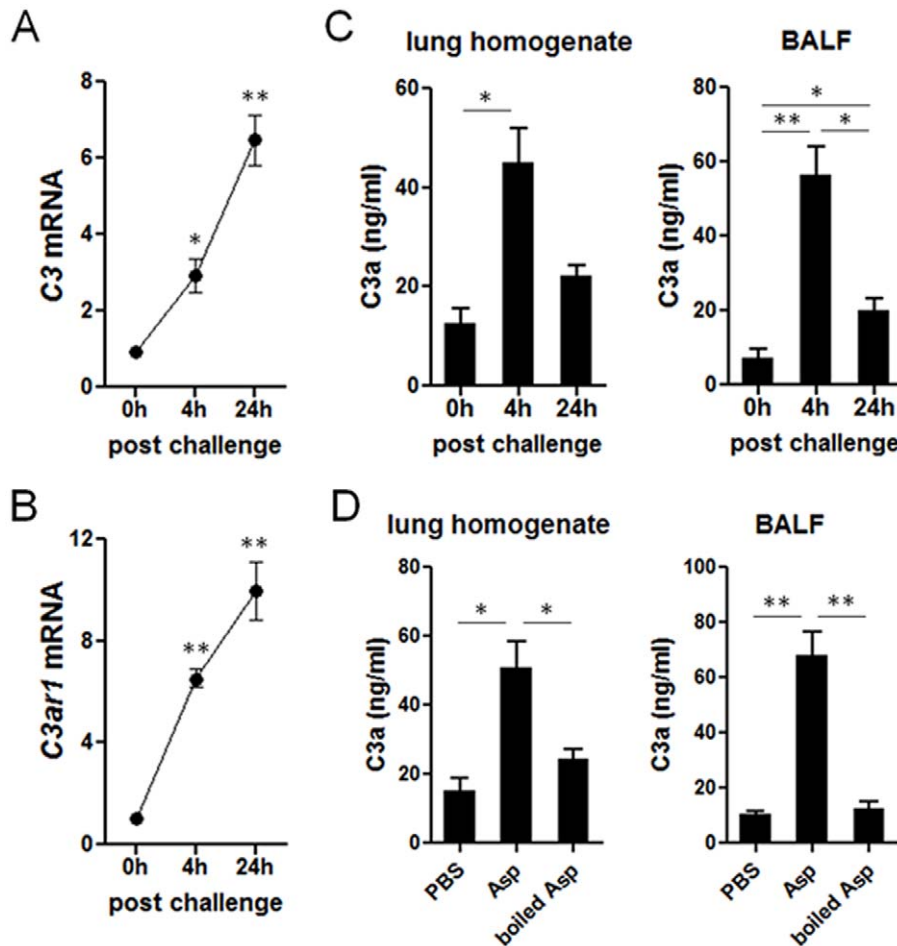 A
C3 mRNA
8
6
4
2
0
**
*
0h 4h 24h
post challenge
B
C3ar1 mRNA
12
8
4
0
**
**
0h 4h 24h
post challenge
C
lung homogenate
C3a (ng/ml)
60
40
20
0
*
0h 4h 24h
post challenge
BALF
C3a (ng/ml)
80
60
40
20
0
*
** *
0h 4h 24h
post challenge
D
lung homogenate
C3a (ng/ml)
80
60
40
20
0
* *
PBS Asp boiled Asp
BALF
C3a (ng/ml)
100
80
60
40
20
0
** **
PBS Asp boiled Asp